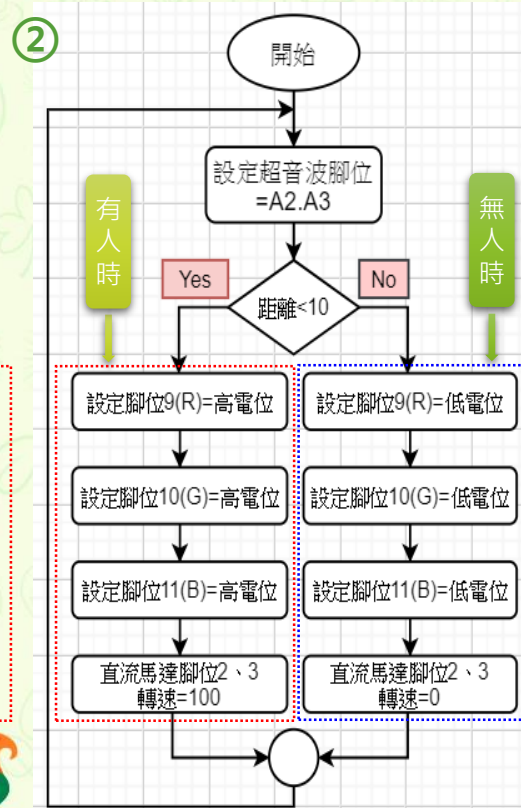 ②
開始
設定超音波腳位
=A2.A3
有
人
時
無
人
時
Yes
No
距離<10
設定腳位9(R)=高電位
設定腳位9(R)=低電位
設定腳位10(G)=高電位
設定腳位10(G)=低電位
設定腳位11(B)=高電位
設定腳位11(B)=低電位
直流馬達腳位2、3
轉速=100
直流馬達腳位2、3
轉速=0